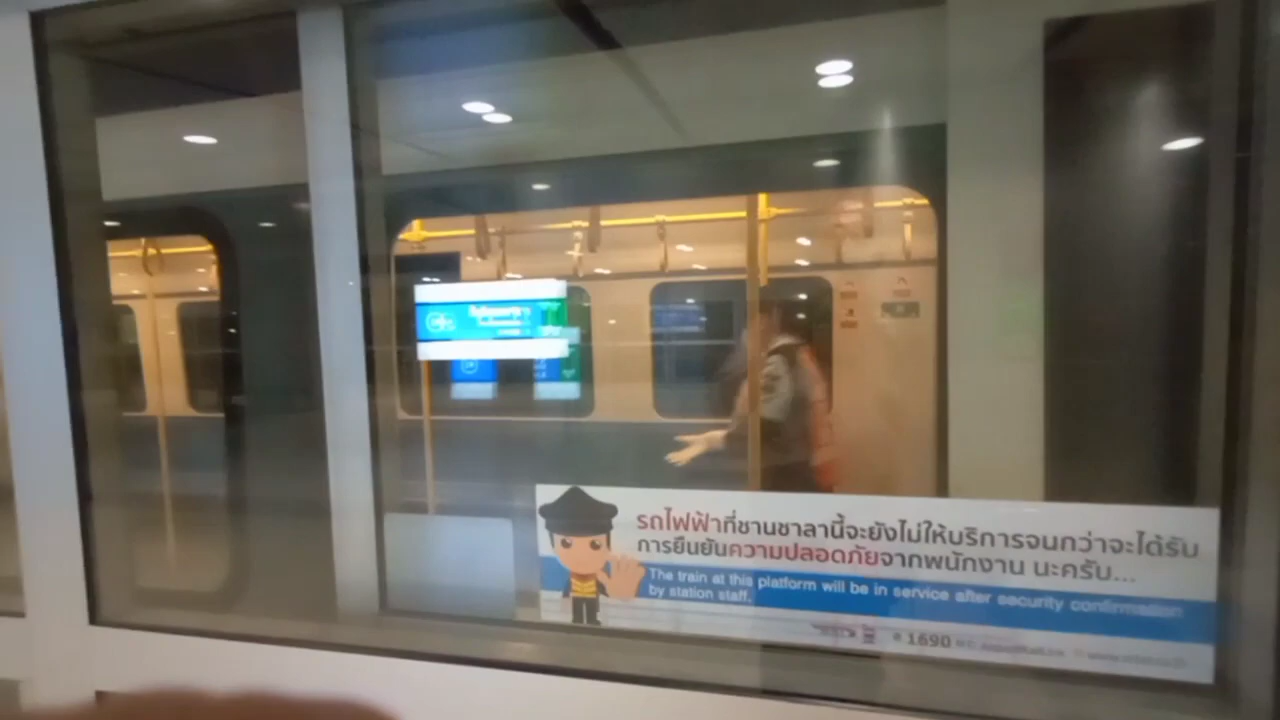 รถไฟฟ้าที่ชานชาลานี้จะยังไม่ให้บริการจนกว่าจะได้รับ
การยืนยันความปลอดภัยจากพนักงาน นะครับ...
The train at this platform will be in service after security confirmation
by station staff.
1690